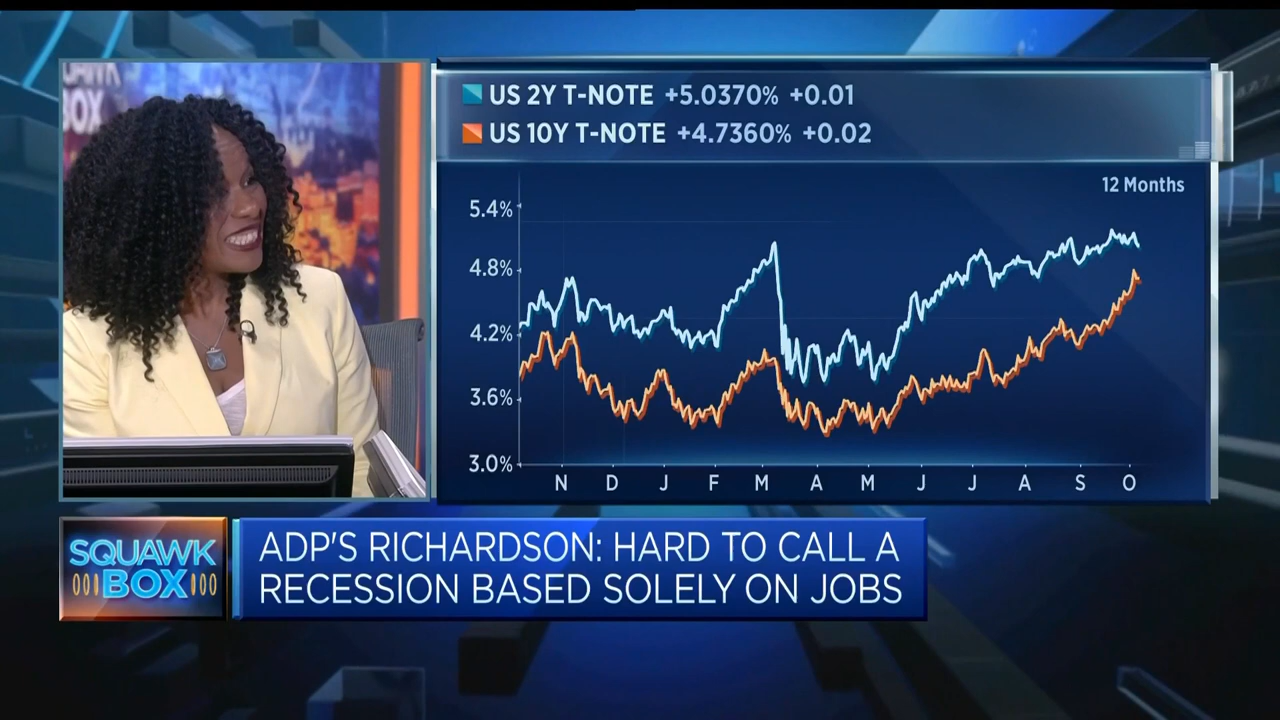 SQUAWK
BOX
US 2Y T-NOTE +5.0370% +0.01
US 10Y T-NOTE +4.7360% +0.02
12 Months
5.4%
4.8%
4.2%
3.6%
3.0%
N D J F M A M J J A S O
SQUAWK
BOX
ADP'S RICHARDSON: HARD TO CALL A
RECESSION BASED SOLELY ON JOBS